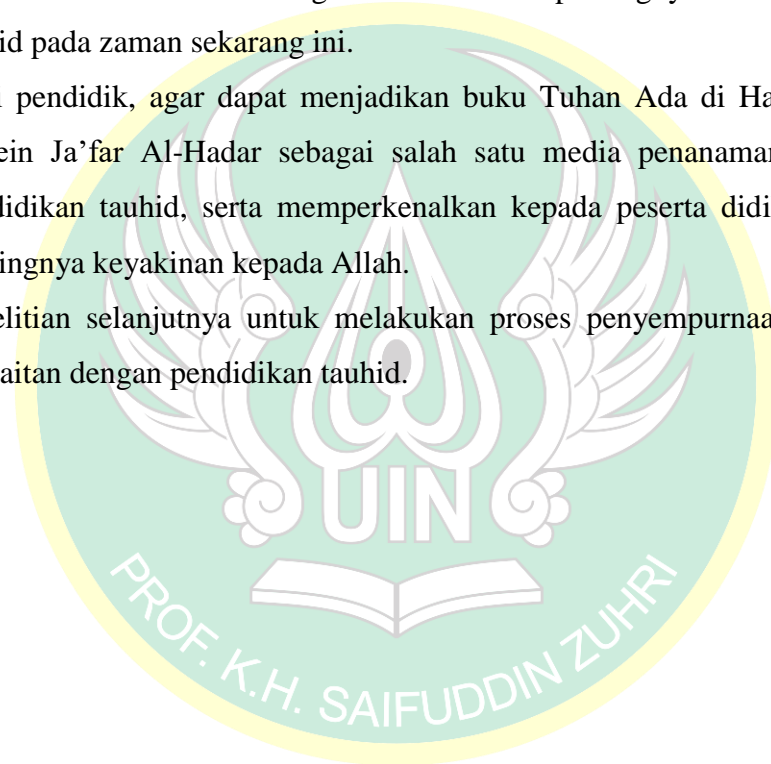 id pada zaman sekarang ini.
pendidik, agar dapat menjadikan buku Tuhan Ada di Ha
ein Ja’far Al-Hadar sebagai salah satu media penanaman
didikan tauhid, serta memperkenalkan kepada peserta didi
ingnya keyakinan kepada Allah.
elitian selanjutnya untuk melakukan proses penyempurnaa
aitan dengan pendidikan tauhid.
UIN
PROF. K.H. SAIFUDDIN ZUHRI